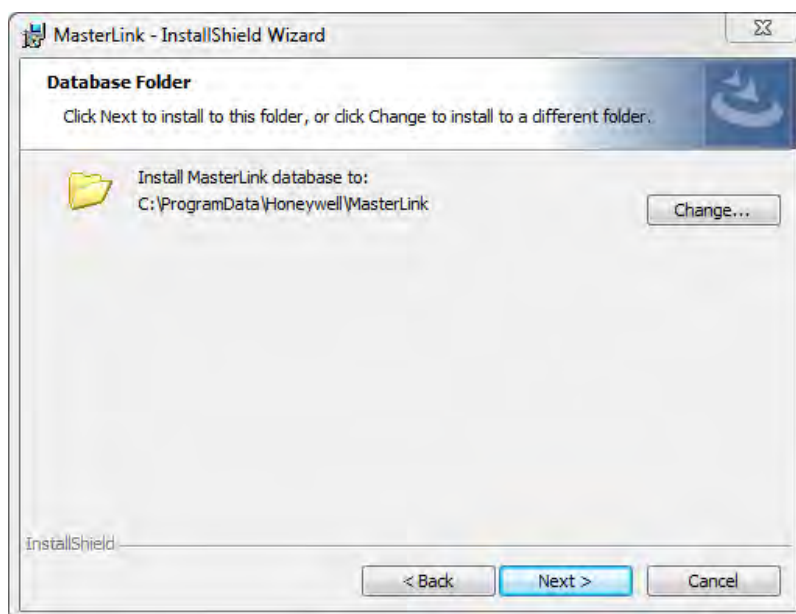 MasterLink - InstallShield Wizard
Database Folder
Click Next to install to this folder, or click Change to install to a different folder.
Install MasterLink database to:
C:\ProgramData\Honeywell\MasterLink
Change...
InstallShield
< Back
Next >
Cancel